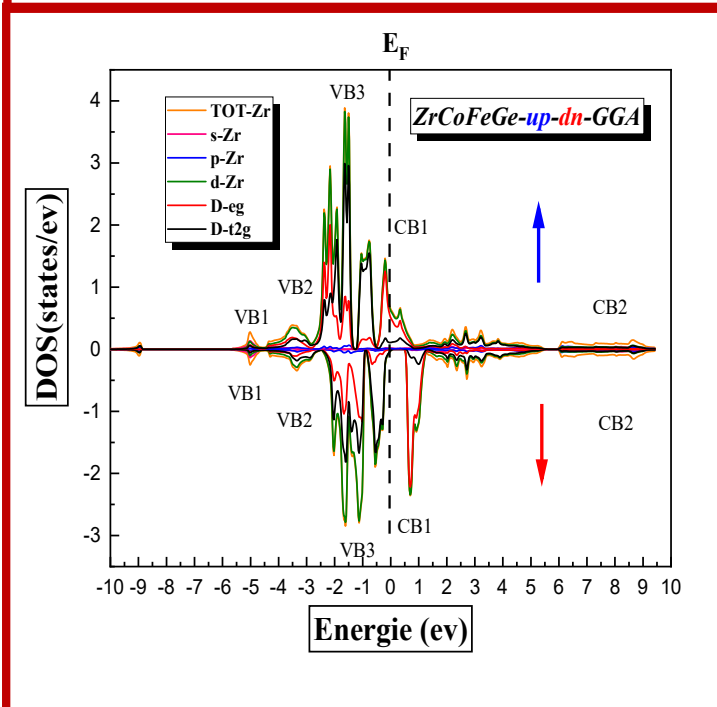 E_F
VB3
TOT-Zr
s-Zr
p-Zr
d-Zr
D-eg
D-t2g
ZrCoFeGe-up-dn-GGA
CB1
VB2
VB1
CB2
VB1
VB2
CB2
CB1
VB3
DOS(states/ev)
4
3
2
1
0
-1
-2
-3
-10 -9 -8 -7 -6 -5 -4 -3 -2 -1 0 1 2 3 4 5 6 7 8 9 10
Energie (ev)